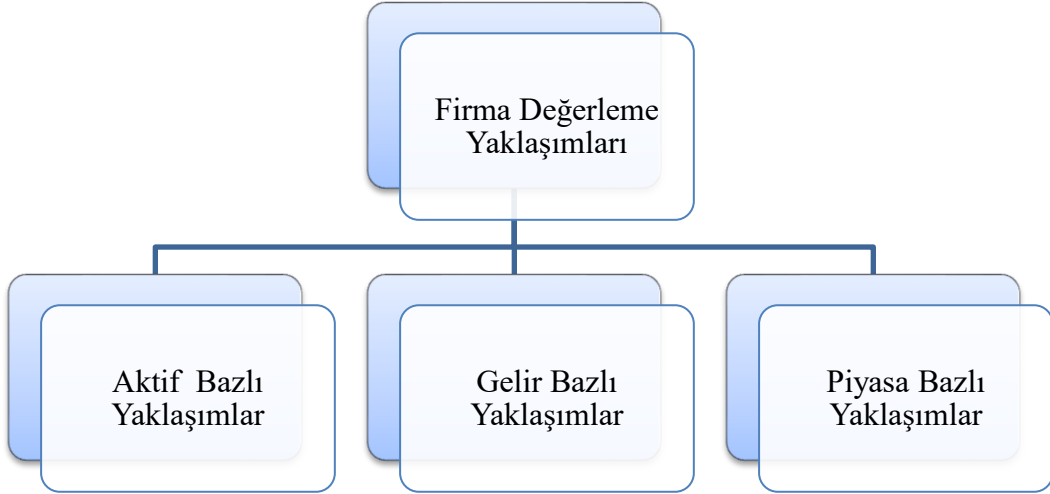 Firma Değerleme
Yaklaşımları
Aktif  Bazlı
Yaklaşımlar
Gelir Bazlı
Yaklaşımlar
Piyasa Bazlı
Yaklaşımlar